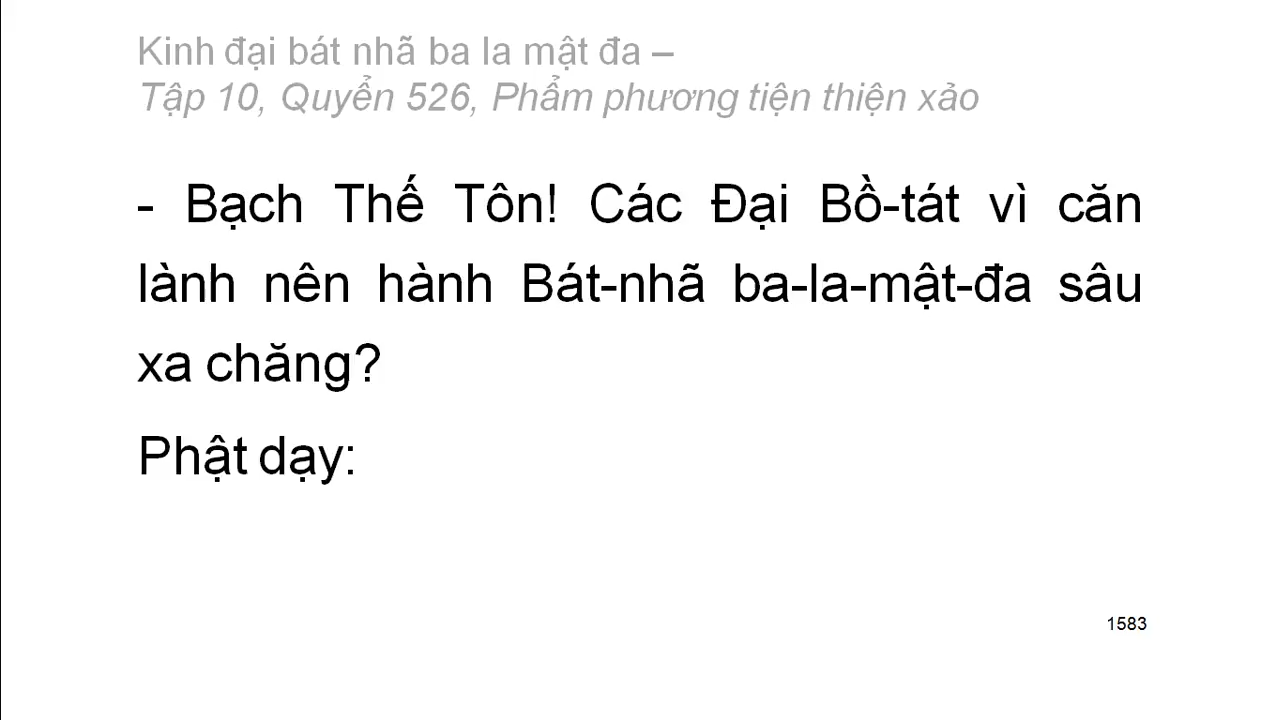 Kinh đại bát nhã ba la mật đa –
Tập 10, Quyển 526, Phẩm phương tiện thiện xảo
- Bạch Thế Tôn! Các Đại Bồ-tát vì căn
lành nên hành Bát-nhã ba-la-mật-đa sâu
xa chăng?
Phật dạy:
1583